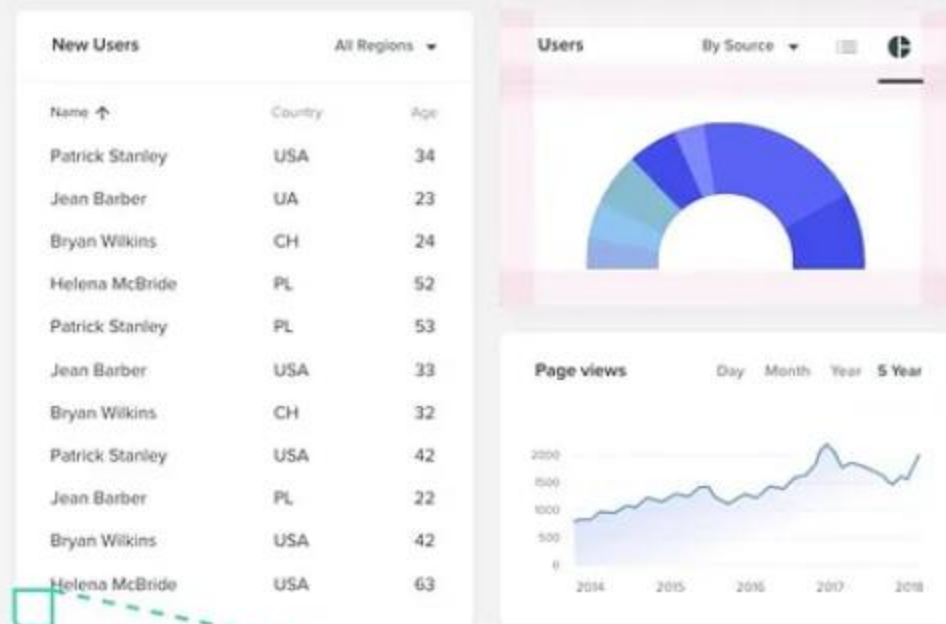 New Users
All Regions
Name ↑ Country Age
Patrick Stanley USA 34
Jean Barber UA 23
Bryan Wilkins CH 24
Helena McBride PL 52
Patrick Stanley PL 53
Jean Barber USA 33
Bryan Wilkins CH 32
Patrick Stanley USA 42
Jean Barber PL 22
Bryan Wilkins USA 42
Helena McBride USA 63
Users
By Source
Page views
Day Month Year 5 Year
2000
1500
1000
500
0
2014 2015 2016 2017 2018